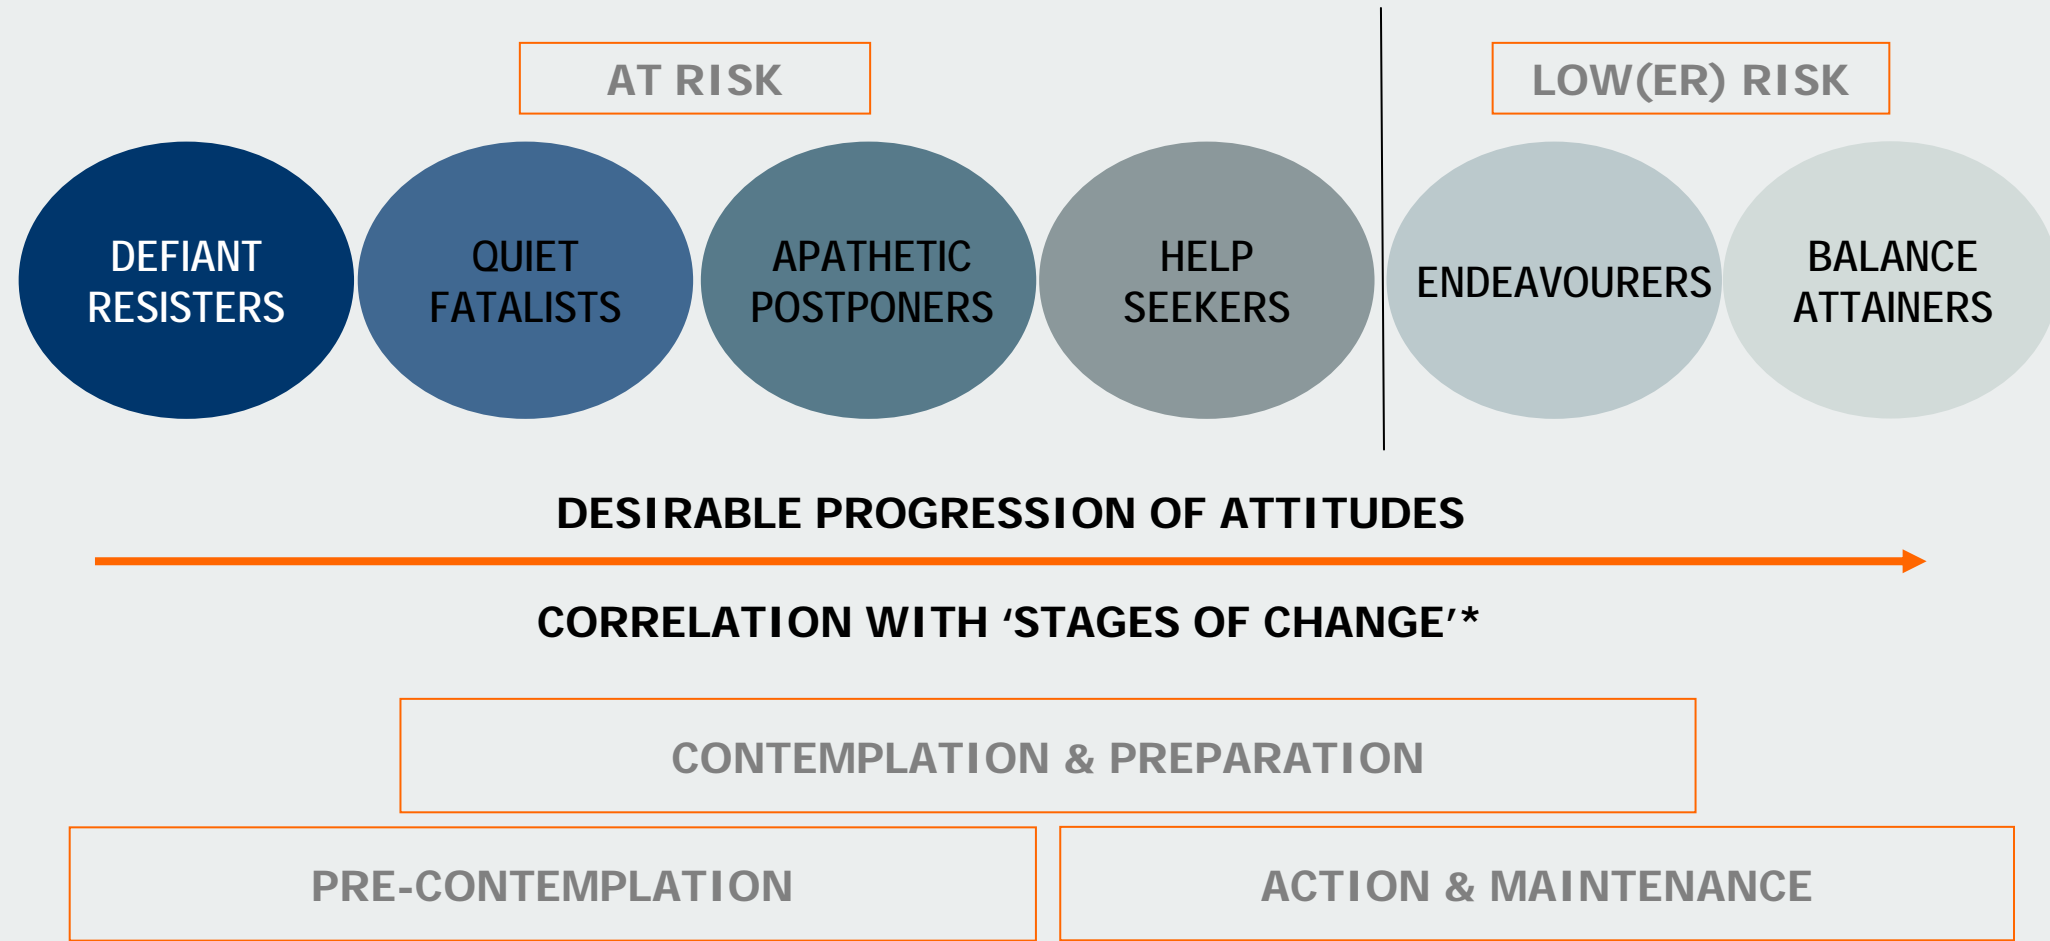 AT RISK
LOW(ER) RISK
DEFIANT
RESISTERS
QUIET
FATALISTS
APATHETIC
POSTPONERS
HELP
SEEKERS
ENDEAVOURERS
BALANCE
ATTAINERS
DESIRABLE PROGRESSION OF ATTITUDES
CORRELATION WITH ‘STAGES OF CHANGE’*
CONTEMPLATION & PREPARATION
PRE-CONTEMPLATION
ACTION & MAINTENANCE